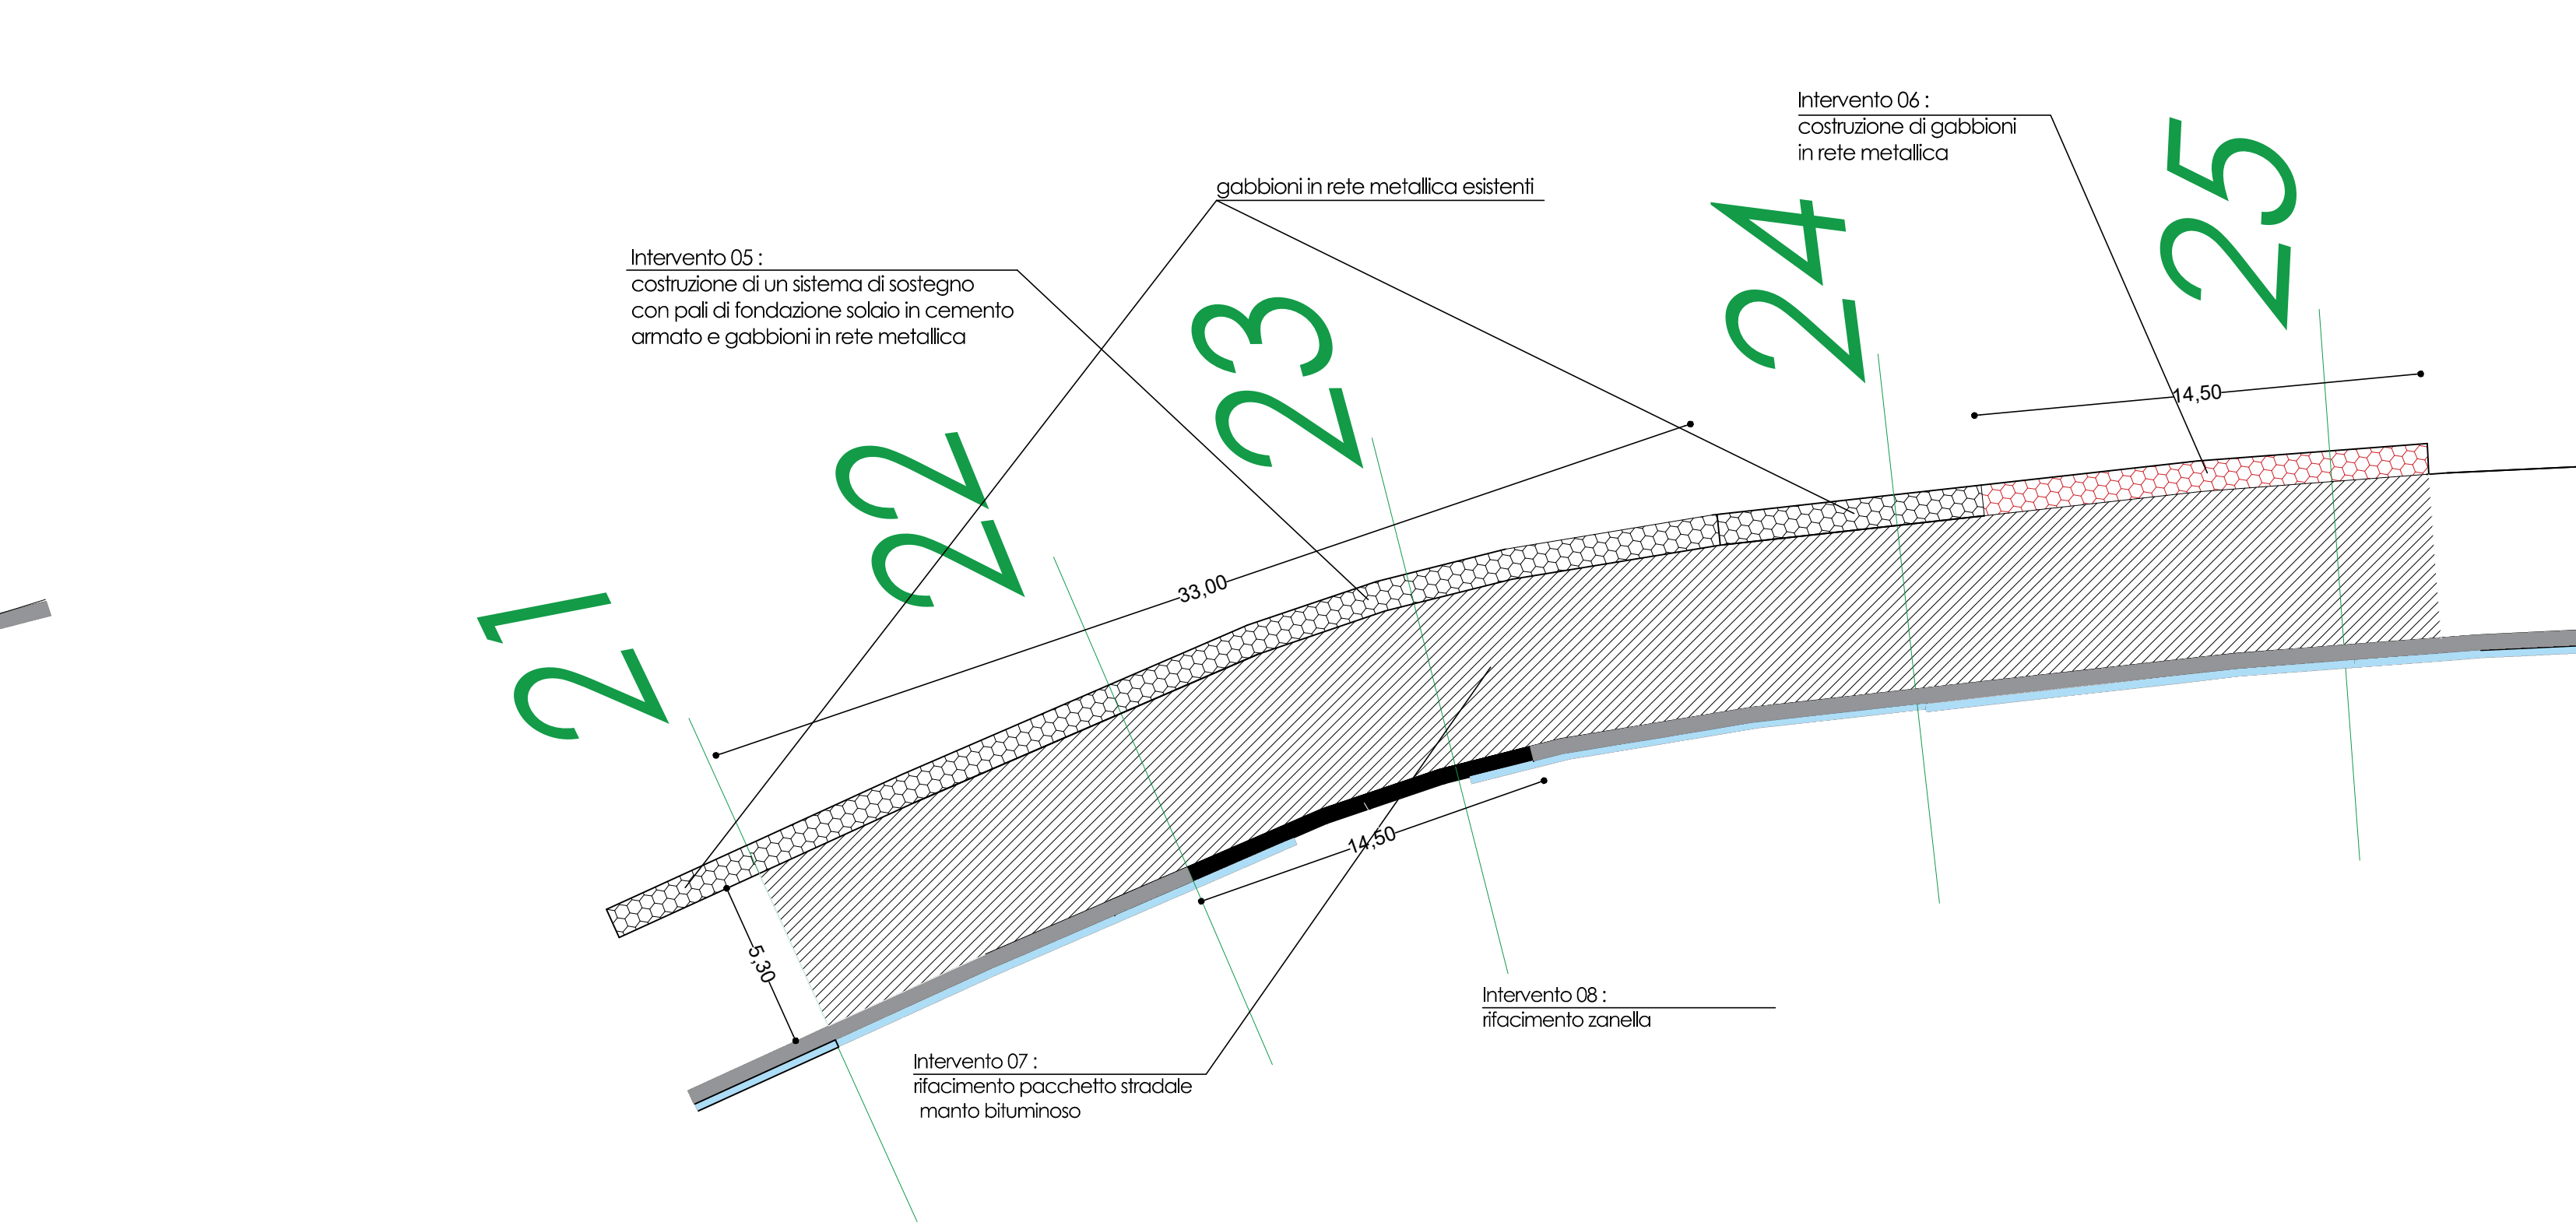 Intervento 06 :
costruzione di gabbioni
in rete metallica
gabbioni in rete metallica esistenti
Intervento 05 :
costruzione di un sistema di sostegno
con pali di fondazione solaio in cemento
armato e gabbioni in rete metallica
21
22
23
24
25
14,50
33,00
14,50
5,30
Intervento 08 :
rifacimento zanella
Intervento 07 :
rifacimento pacchetto stradale
manto bituminoso